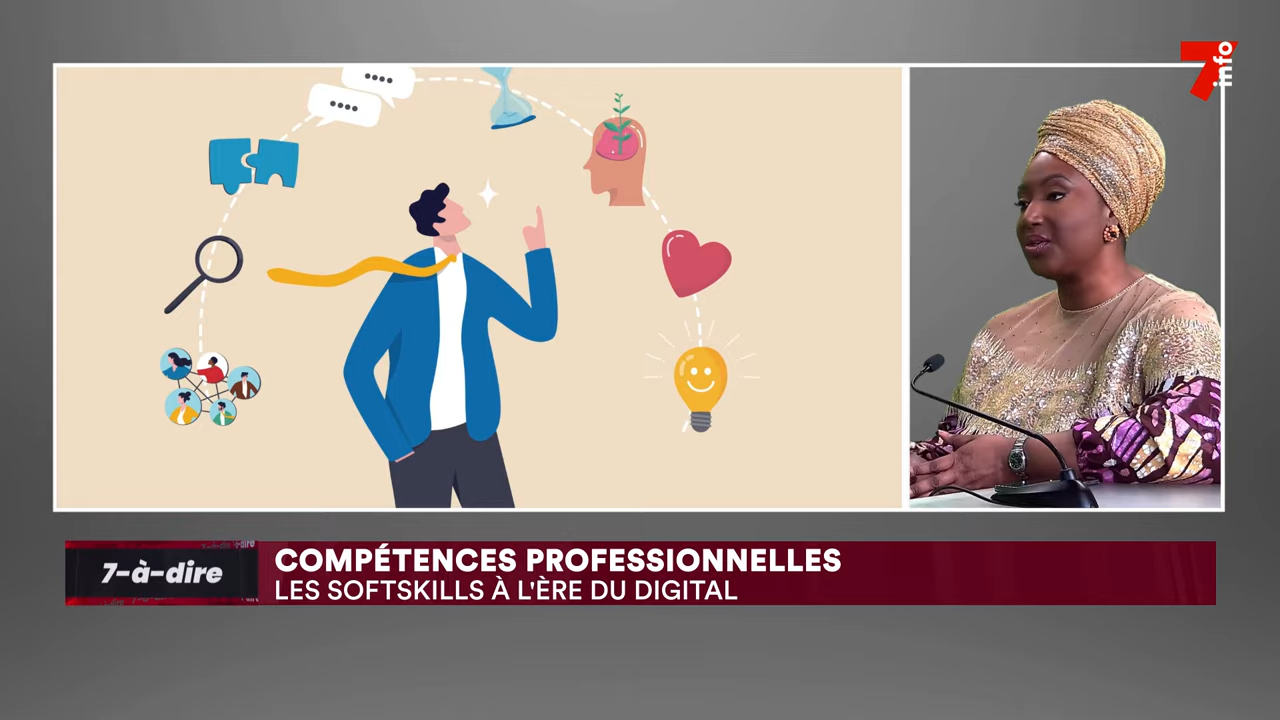 7info
7-à-dire
COMPÉTENCES PROFESSIONNELLES
LES SOFTSKILLS À L'ÈRE DU DIGITAL